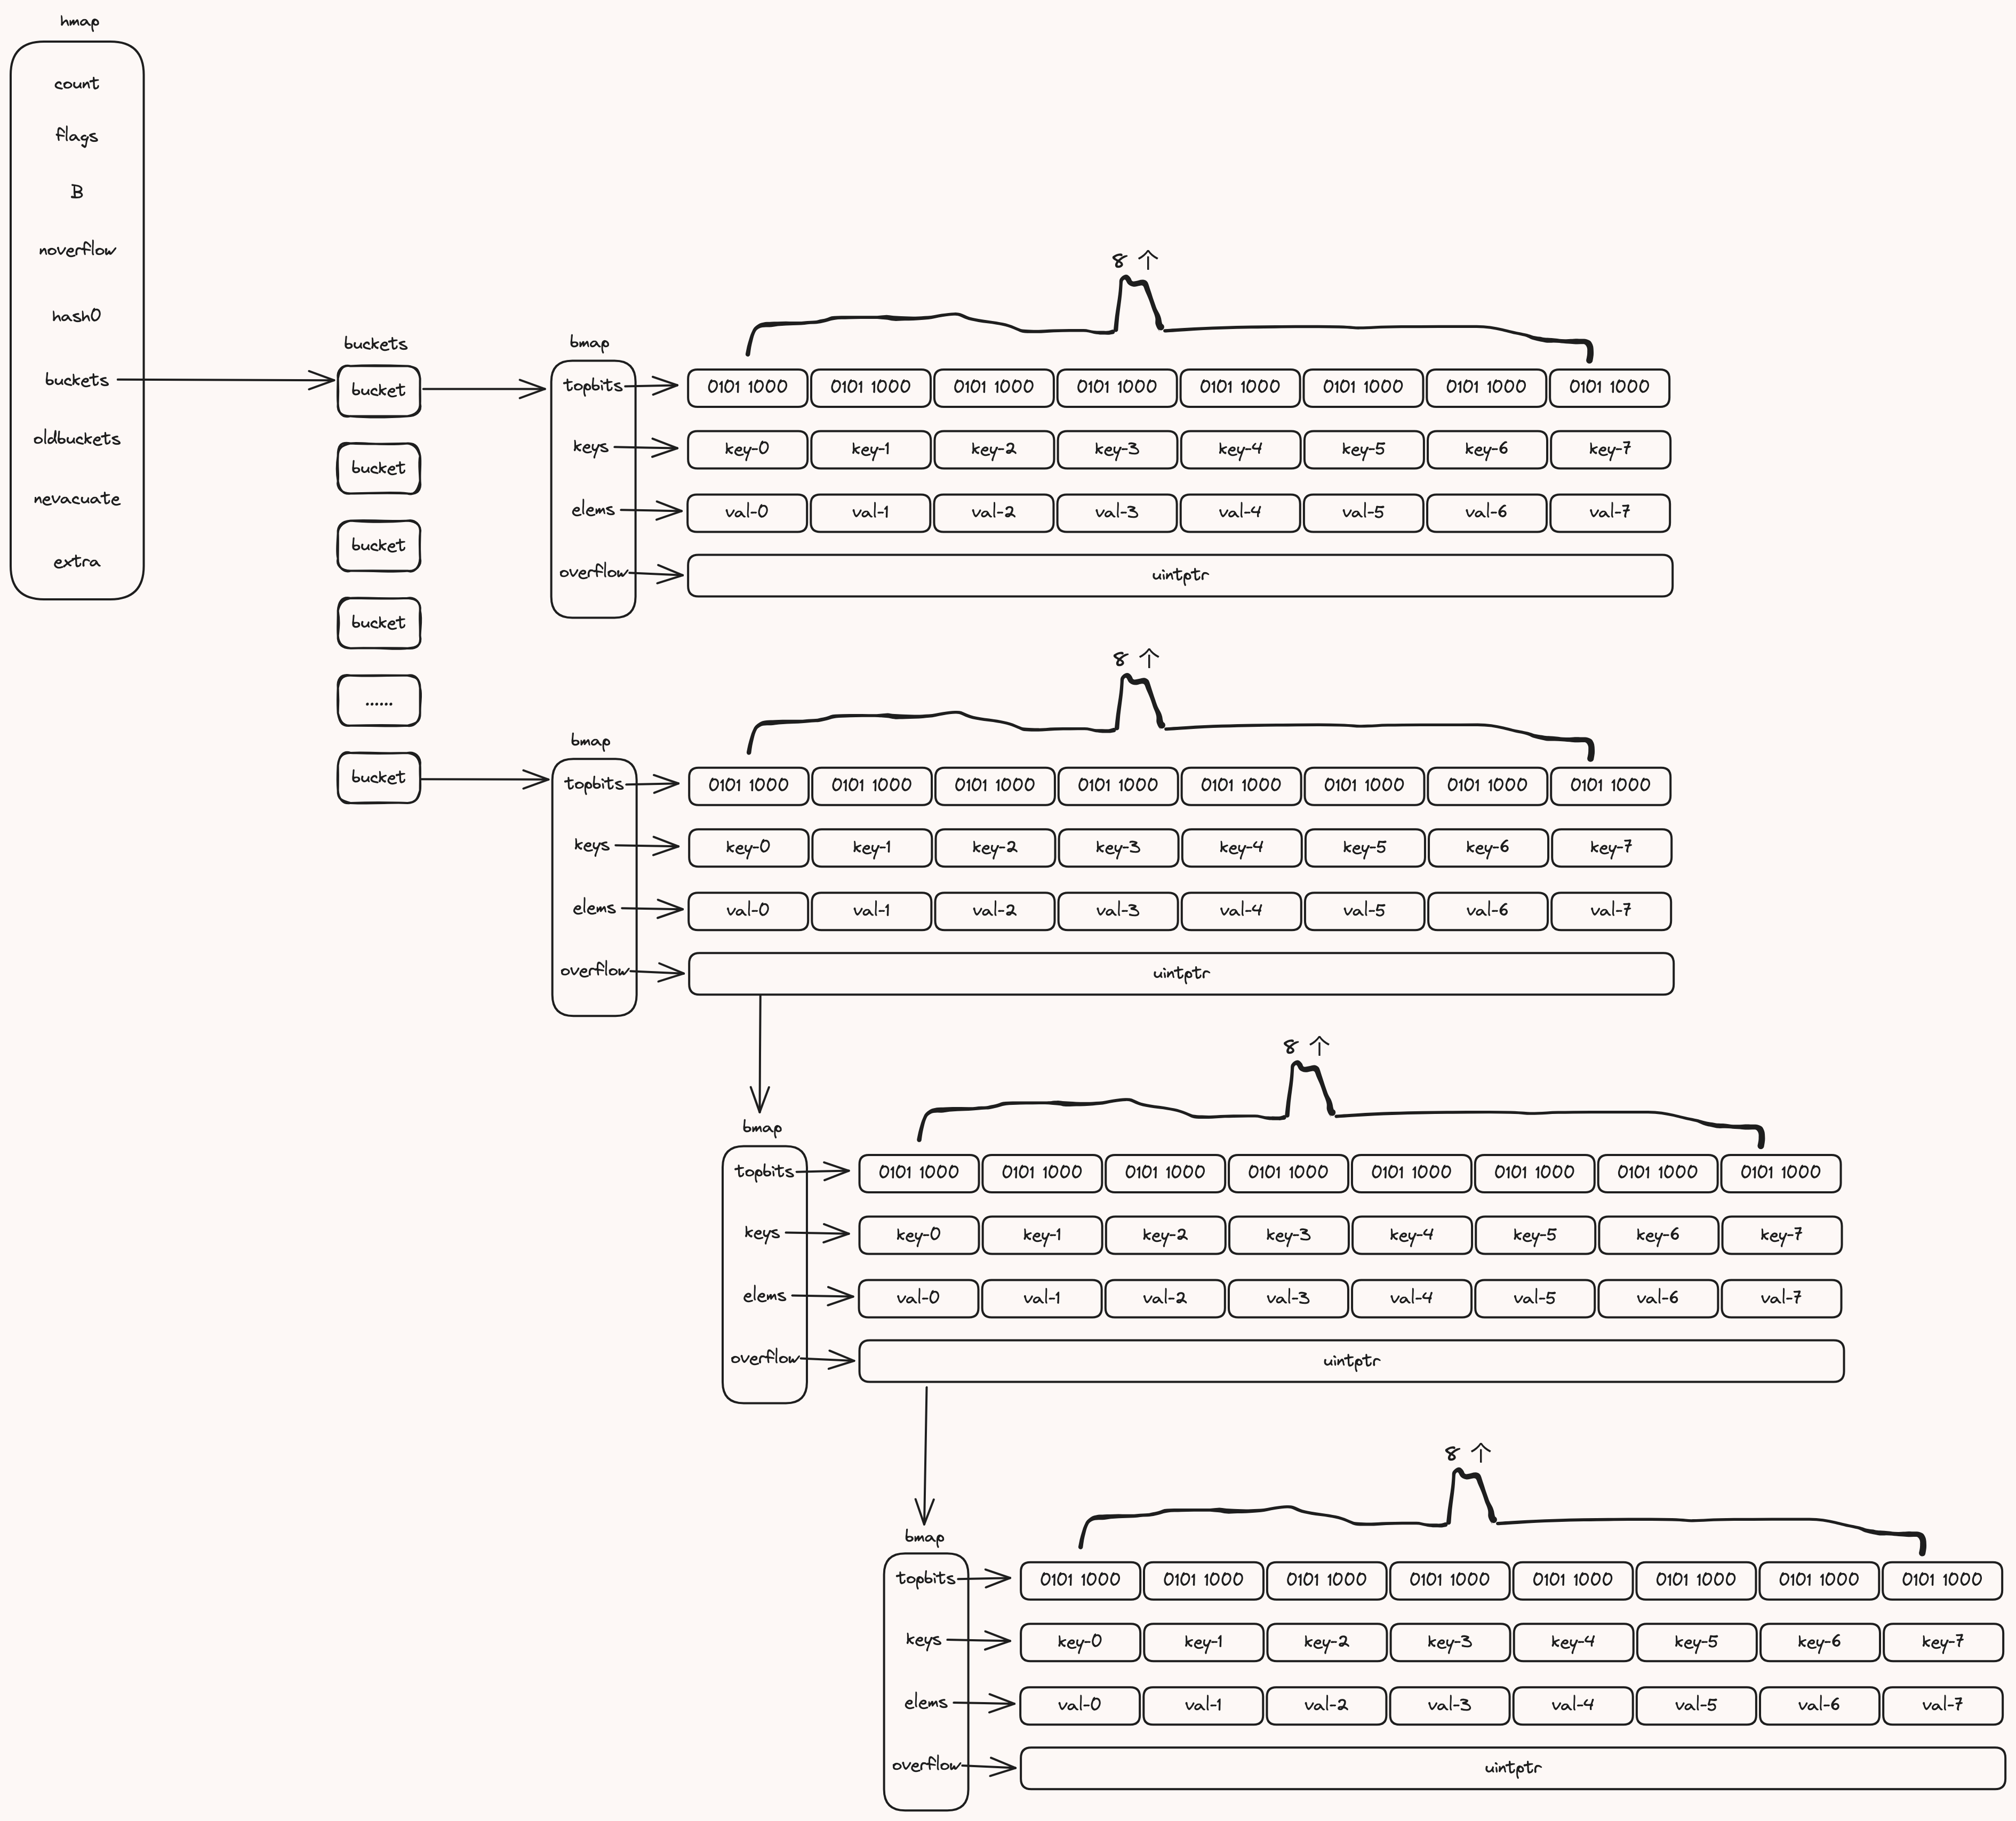 hmap
count
flags
B
noverflow
hash0
buckets
oldbuckets
nevacuate
extra
buckets
bucket
bucket
bucket
bucket
......
bucket
8 个
bmap
topbits 0101 1000 0101 1000 0101 1000 0101 1000 0101 1000 0101 1000 0101 1000 0101 1000
keys key-0 key-1 key-2 key-3 key-4 key-5 key-6 key-7
elems val-0 val-1 val-2 val-3 val-4 val-5 val-6 val-7
overflow uintptr
8 个
bmap
topbits 0101 1000 0101 1000 0101 1000 0101 1000 0101 1000 0101 1000 0101 1000 0101 1000
keys key-0 key-1 key-2 key-3 key-4 key-5 key-6 key-7
elems val-0 val-1 val-2 val-3 val-4 val-5 val-6 val-7
overflow uintptr
8 个
bmap
topbits 0101 1000 0101 1000 0101 1000 0101 1000 0101 1000 0101 1000 0101 1000 0101 1000
keys key-0 key-1 key-2 key-3 key-4 key-5 key-6 key-7
elems val-0 val-1 val-2 val-3 val-4 val-5 val-6 val-7
overflow uintptr
8 个
bmap
topbits 0101 1000 0101 1000 0101 1000 0101 1000 0101 1000 0101 1000 0101 1000 0101 1000
keys key-0 key-1 key-2 key-3 key-4 key-5 key-6 key-7
elems val-0 val-1 val-2 val-3 val-4 val-5 val-6 val-7
overflow uintptr